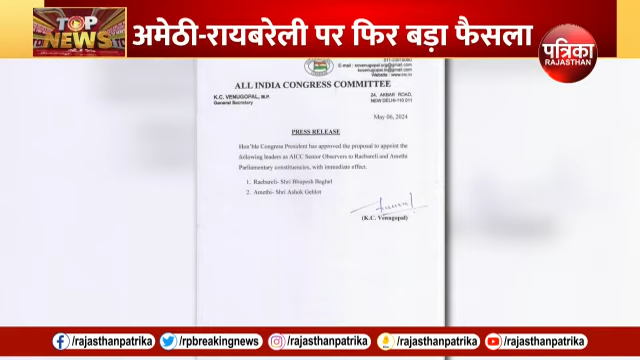 TOP
NEWS
अमेठी-रायबरेली पर फिर बड़ा फैसला
पत्रिका
RAJASTHAN
ALL INDIA CONGRESS COMMITTEE
K.C. VENUGOPAL, M.P.
General Secretary
24, AKBAR ROAD,
NEW DELHI-110 011
May 06, 2024
PRESS RELEASE
Hon'ble Congress President has approved the proposal to appoint the
following leaders as AICC Senior Observers to Raebareli and Amethi
Parliamentary constituencies, with immediate effect.
1. Raebareli- Shri Bhupesh Baghel
2. Amethi- Shri Ashok Gehlot
(K.C. Venugopal)
/rajasthanpatrika
/rpbreakingnews
/rajasthanpatrika
/rajasthanpatrika
/rajasthanpatrika